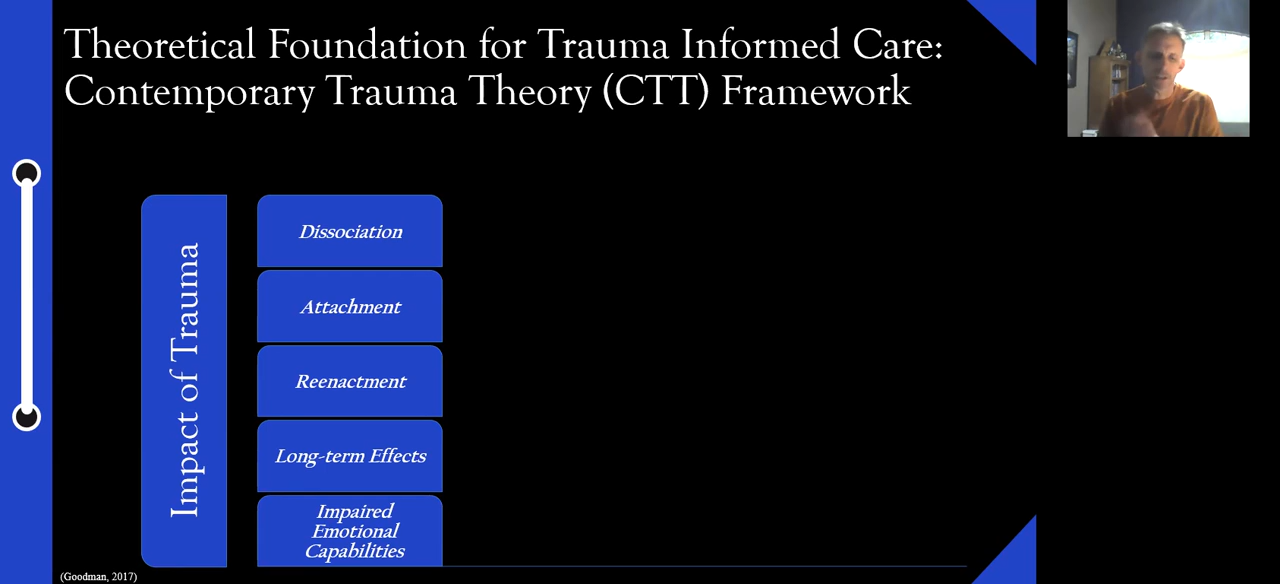 Theoretical Foundation for Trauma Informed Care:
Contemporary Trauma Theory (CTT) Framework
Impact of Trauma
Dissociation
Attachment
Reenactment
Long-term Effects
Impaired
Emotional
Capabilities
(Goodman, 2017)